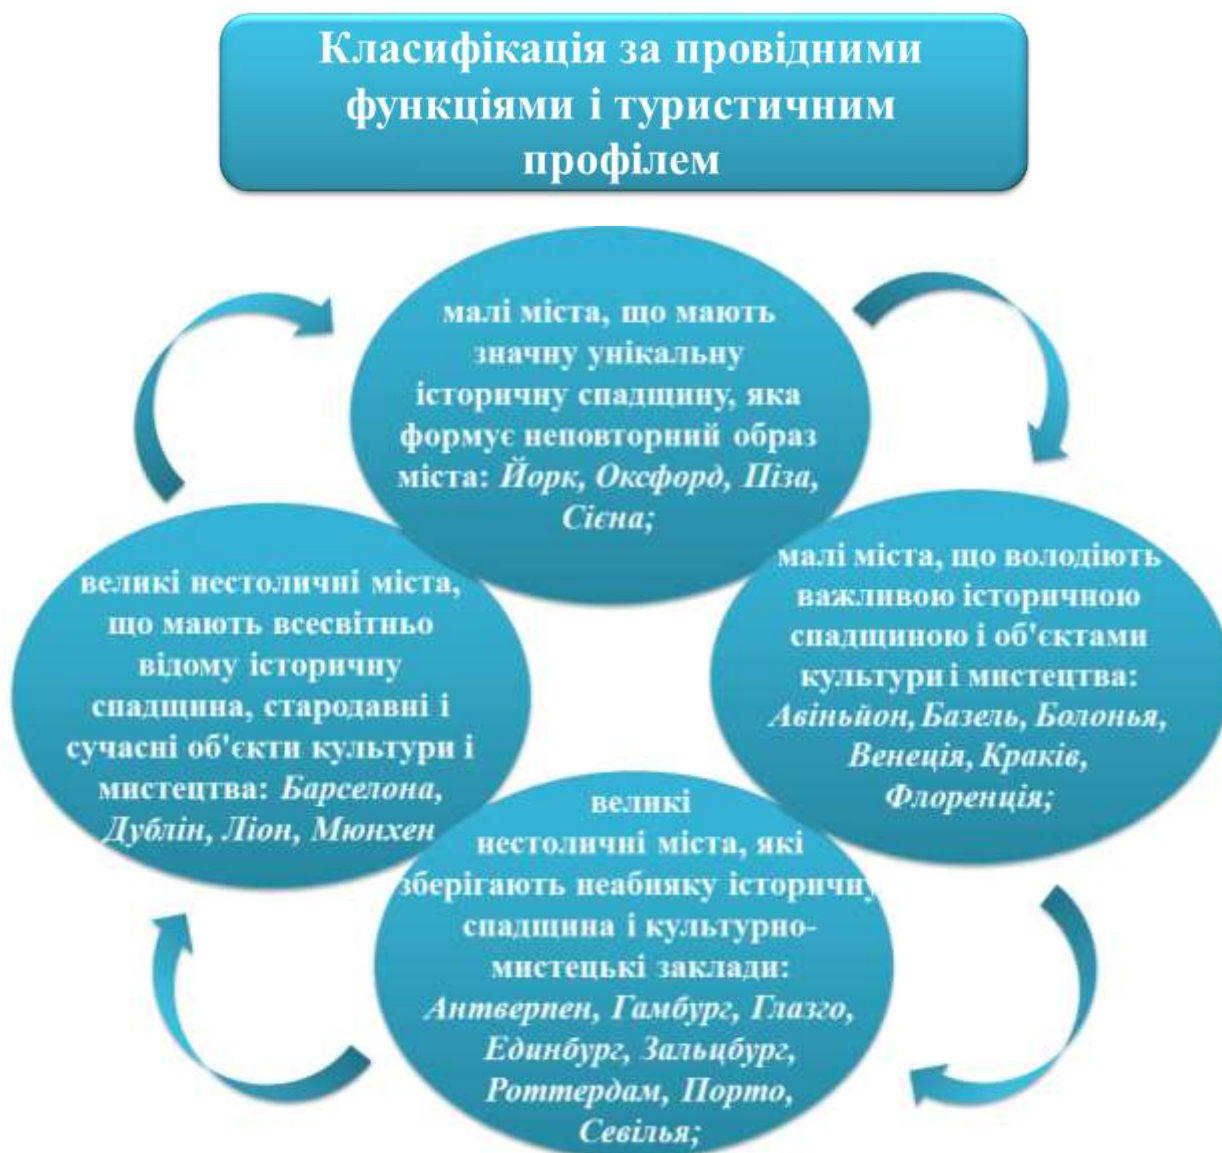 Класифікація за провідними
функціями і туристичним
профілем
малі міста, що мають
значну унікальну
історичну спадщину, яка
формує неповторний образ
міста: Йорк, Оксфорд, Піза,
Сієна;
малі міста, що володіють
важливою історичною
спадщиною і об'єктами
культури і мистецтва:
Авіньйон, Базель, Болонья,
Венеція, Краків,
Флоренція;
великі
нестоличні міста, які
зберігають неабияку історичну
спадщина і культурно-
мистецькі заклади:
Антверпен, Гамбург, Глазго,
Единбург, Зальцбург,
Роттердам, Порто,
Севілья;
великі нестоличні міста,
що мають всесвітньо
відому історичну
спадщина, стародавні і
сучасні об'єкти культури і
мистецтва: Барселона,
Дублін, Ліон, Мюнхен